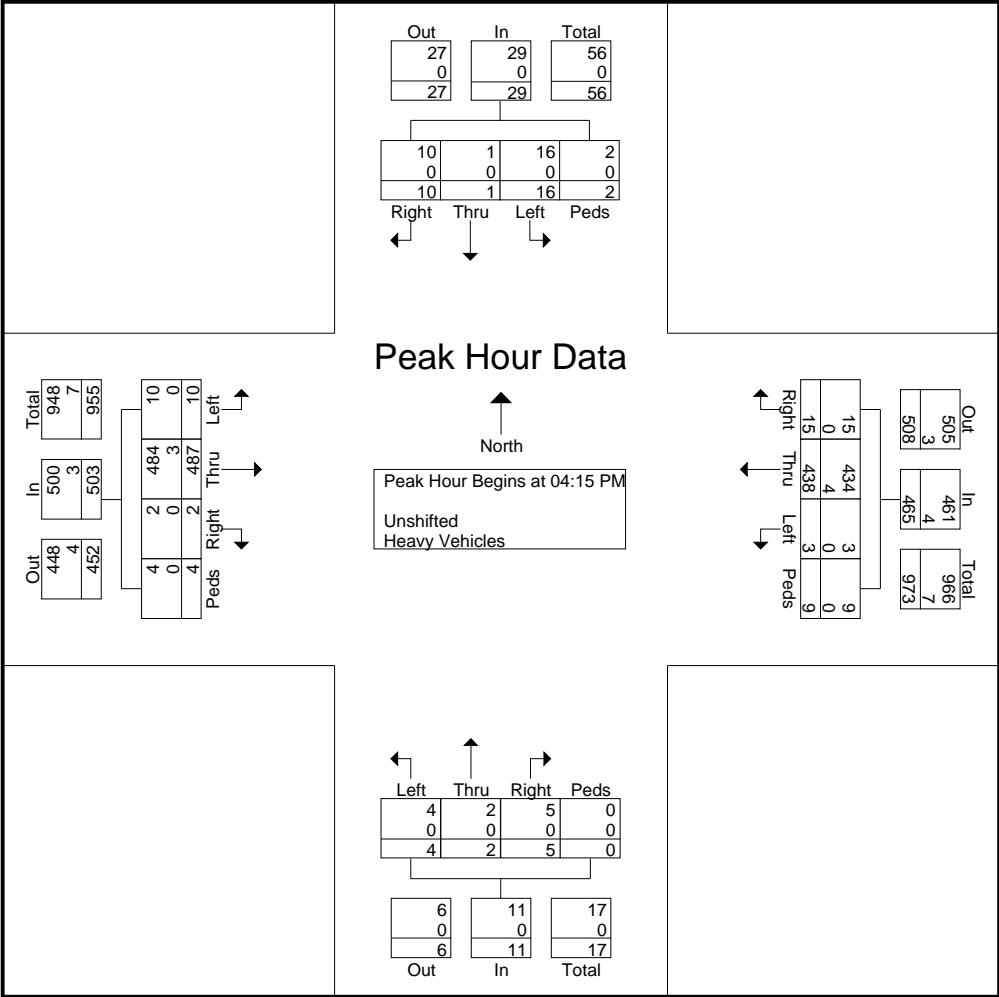 Out In Total
27 29 56
0 0 0
27 29 56
10 1 16 2
0 0 0 0
10 1 16 2
Right Thru Left Peds
Peak Hour Data
North
Peak Hour Begins at 04:15 PM
Unshifted
Heavy Vehicles
Total In Out
948 500 448
7 3 4
955 503 452
10 484 2 4
0 3 0 0
10 487 2 4
Left Thru Right Peds
Out In Total
505 461 966
3 4 7
508 465 973
15 434 3 9
0 4 0 0
15 438 3 9
Right Thru Left Peds
Left Thru Right Peds
4 2 5 0
0 0 0 0
4 2 5 0
6 11 17
0 0 0
6 11 17
Out In Total